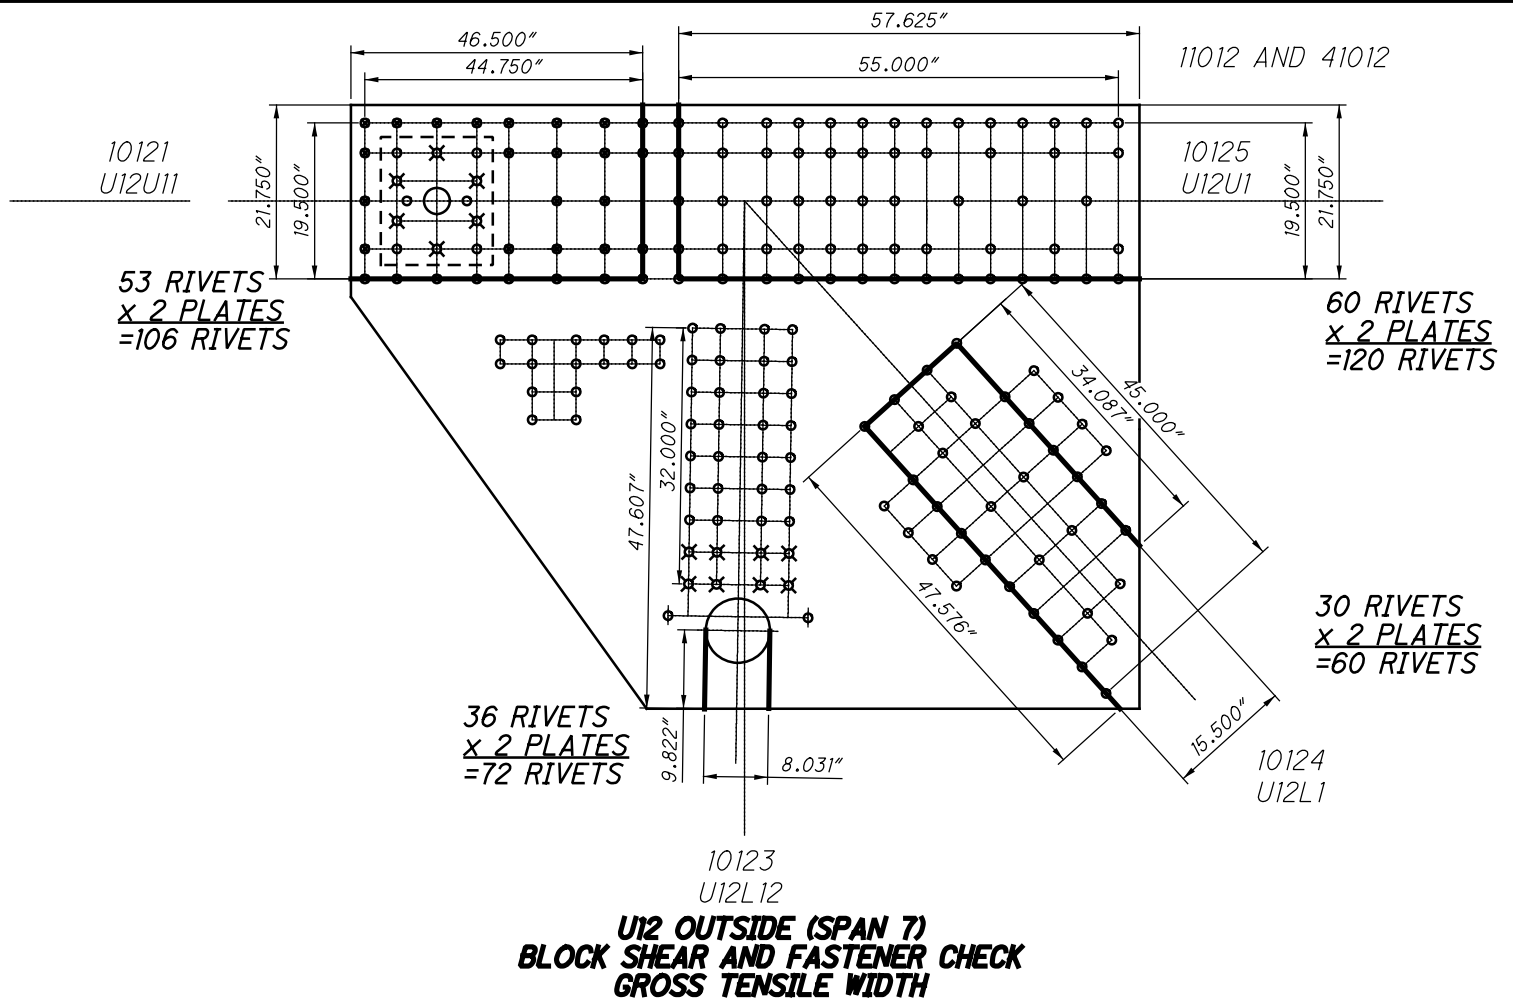 57.625″
46.500″
44.750″
55.000″
11012 AND 41012
10121
U12U11
21.750″
19.500″
10125
U12U1
19.500″
21.750″
53 RIVETS
x 2 PLATES
=106 RIVETS
60 RIVETS
x 2 PLATES
=120 RIVETS
34.087″
45.000″
32.000″
47.607″
47.576″
30 RIVETS
x 2 PLATES
=60 RIVETS
36 RIVETS
x 2 PLATES
=72 RIVETS
9.822″
8.031″
15.500″
10124
U12L1
10123
U12L12
U12 OUTSIDE (SPAN 7)
BLOCK SHEAR AND FASTENER CHECK
GROSS TENSILE WIDTH